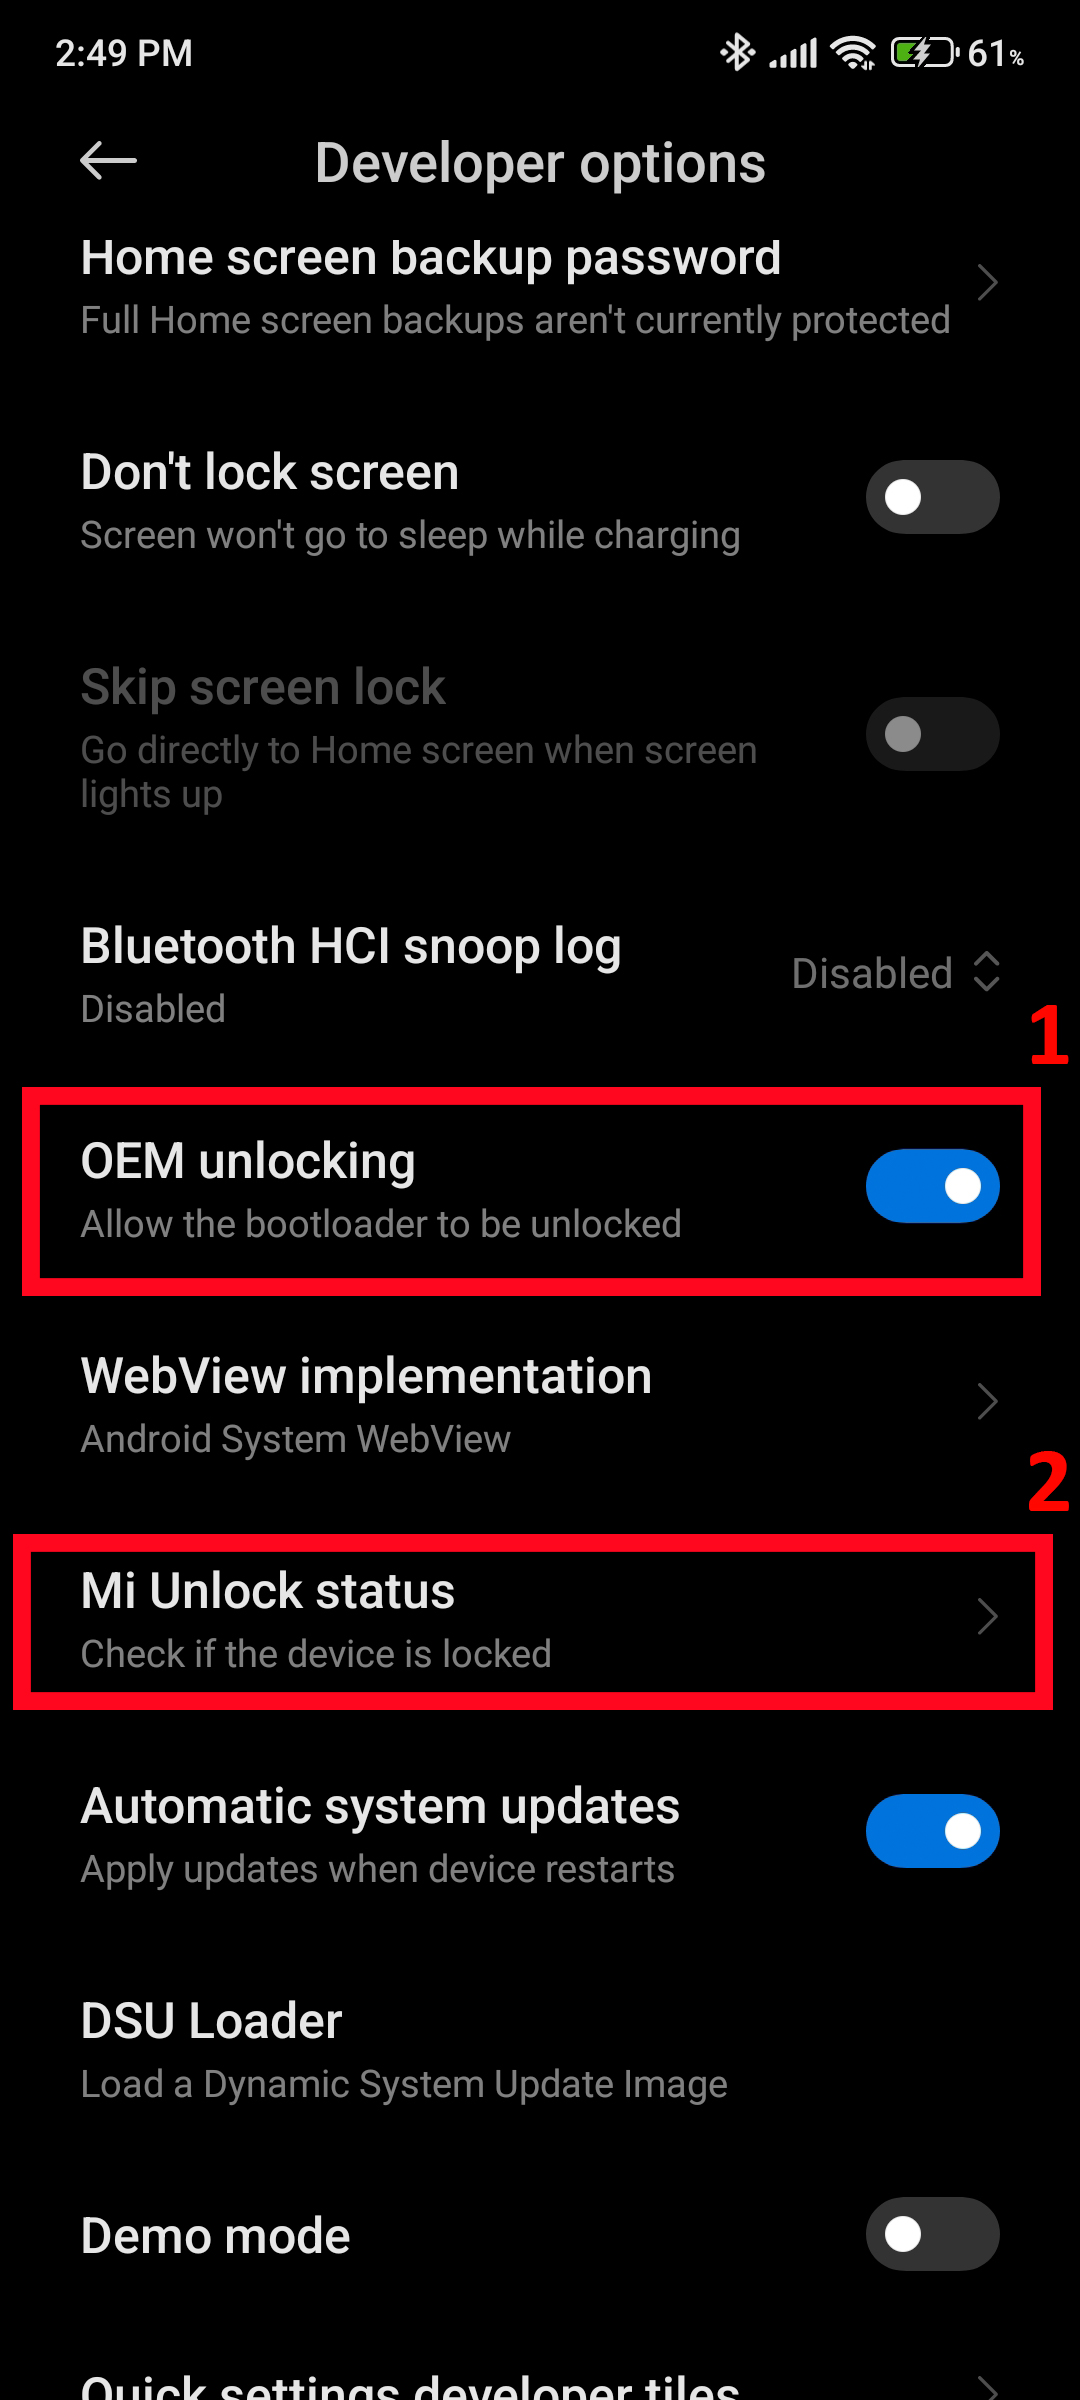 2:49 PM 61%
Developer options
Home screen backup password
Full Home screen backups aren't currently protected
Don't lock screen
Screen won't go to sleep while charging
Skip screen lock
Go directly to Home screen when screen
lights up
Bluetooth HCI snoop log
Disabled
Disabled
1
OEM unlocking
Allow the bootloader to be unlocked
WebView implementation
Android System WebView
2
Mi Unlock status
Check if the device is locked
Automatic system updates
Apply updates when device restarts
DSU Loader
Load a Dynamic System Update Image
Demo mode
Quick settings developer tiles